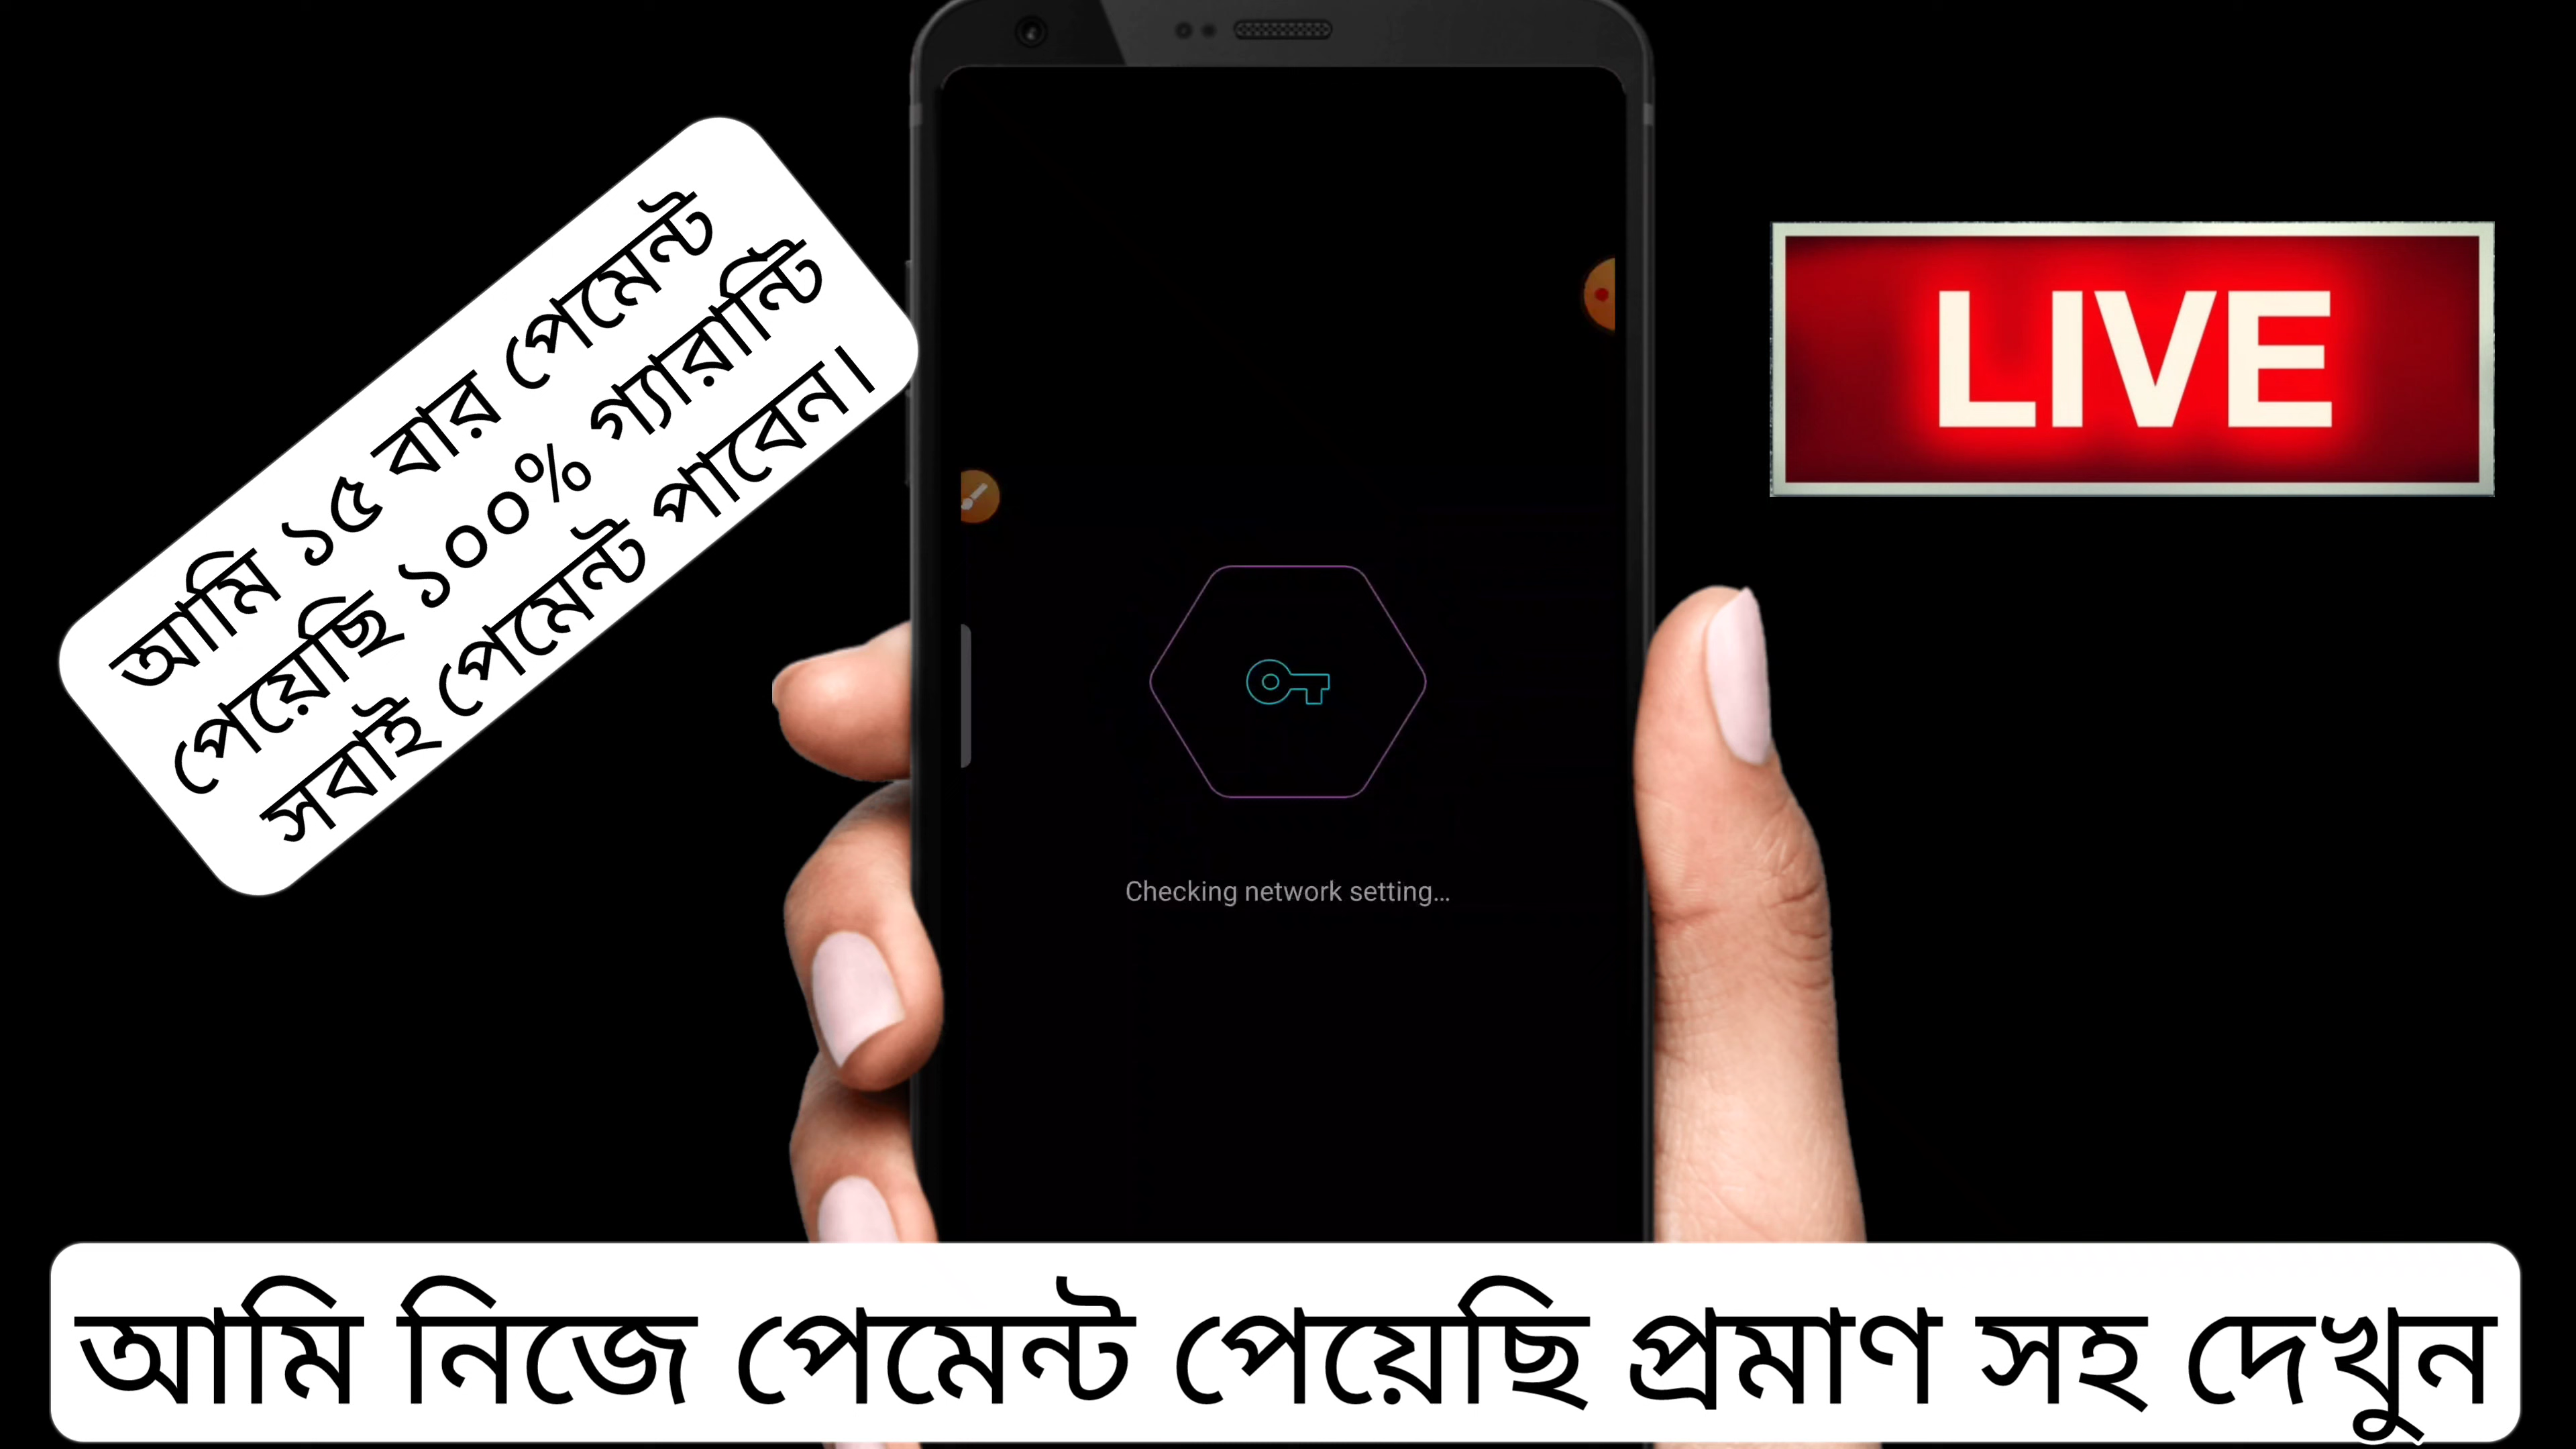 আমি ১৫ বার পেমেন্ট
পেয়েছি ১০০% গ্যারান্টি
সবাই পেমেন্ট পাবেন।
LIVE
Checking network setting...
আমি নিজে পেমেন্ট পেয়েছি প্রমাণ সহ দেখুন